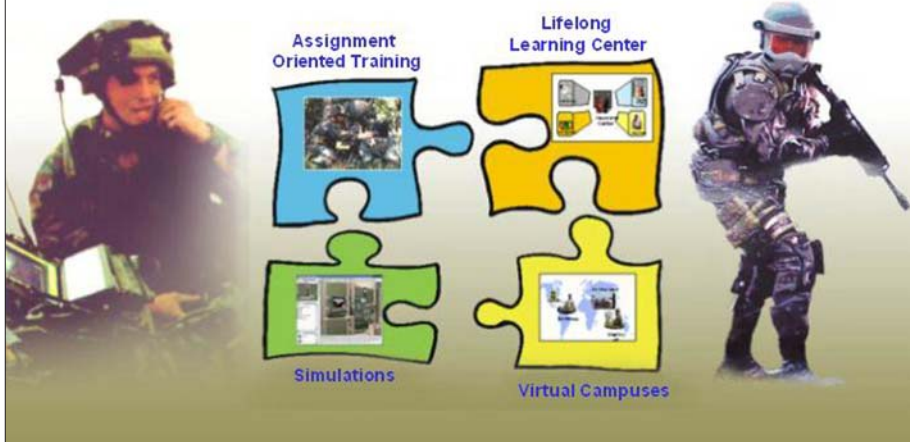 Assignment
Oriented Training
Lifelong
Learning Center
Simulations
Virtual Campuses